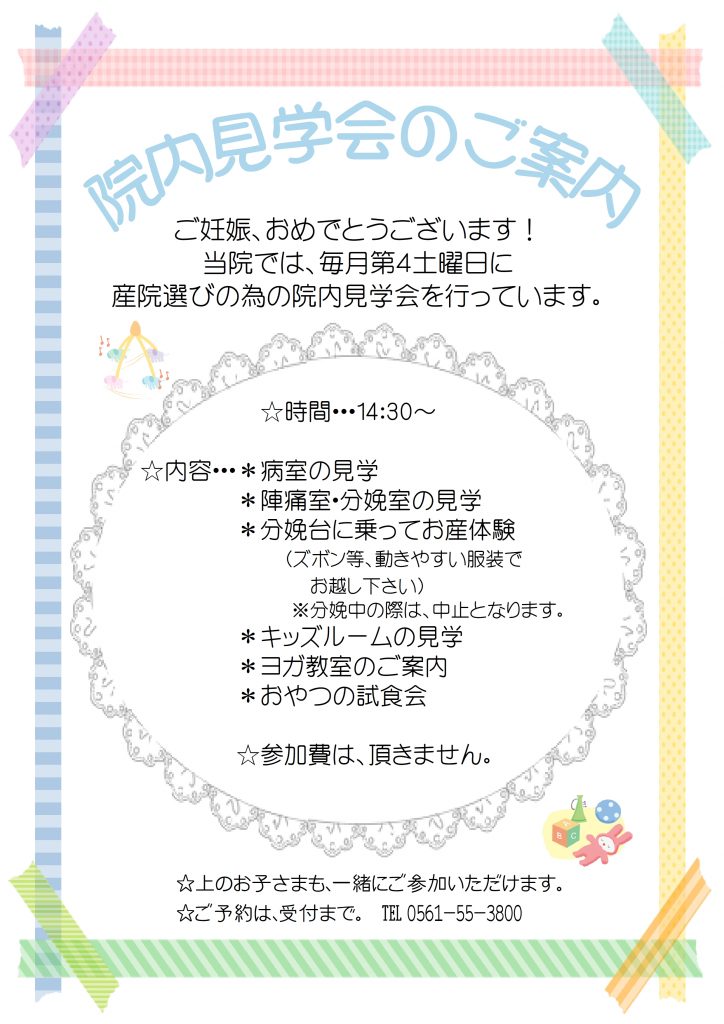 院内見学会のご案内
ご妊娠、おめでとうございます！
当院では、毎月第4土曜日に
産院選びの為の院内見学会を行っています。
☆時間…14:30～
☆内容…＊病室の見学
＊陣痛室・分娩室の見学
＊分娩台に乗ってお産体験
（ズボン等、動きやすい服装で
お越し下さい）
※分娩中の際は、中止となります。
＊キッズルームの見学
＊ヨガ教室のご案内
＊おやつの試食会
☆参加費は、頂きません。
☆上のお子さまも、一緒にご参加いただけます。
☆ご予約は、受付まで。 TEL 0561－55－3800